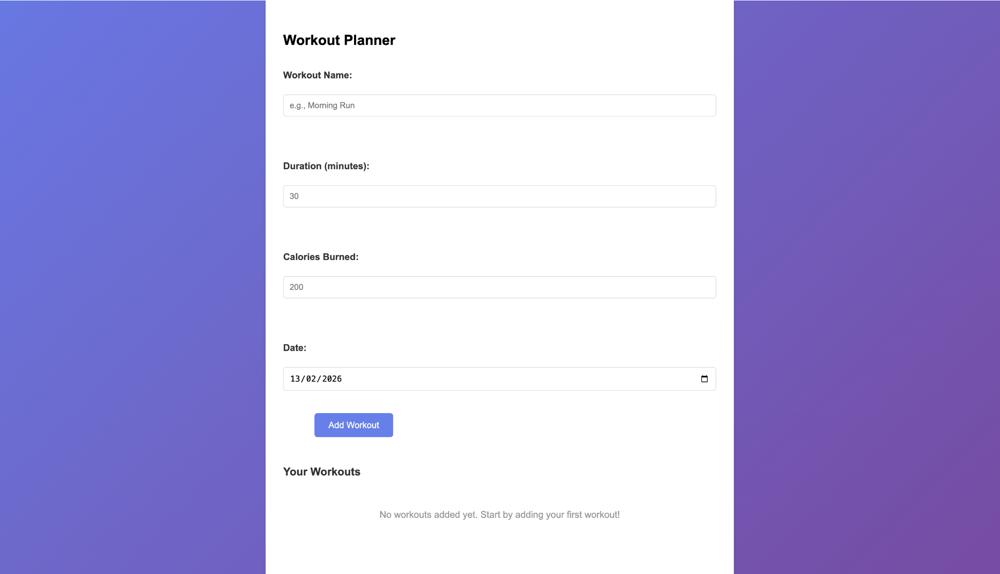 Workout Planner
Workout Name:
e.g., Morning Run
Duration (minutes):
30
Calories Burned:
200
Date:
13/02/2026
Add Workout
Your Workouts
No workouts added yet. Start by adding your first workout!